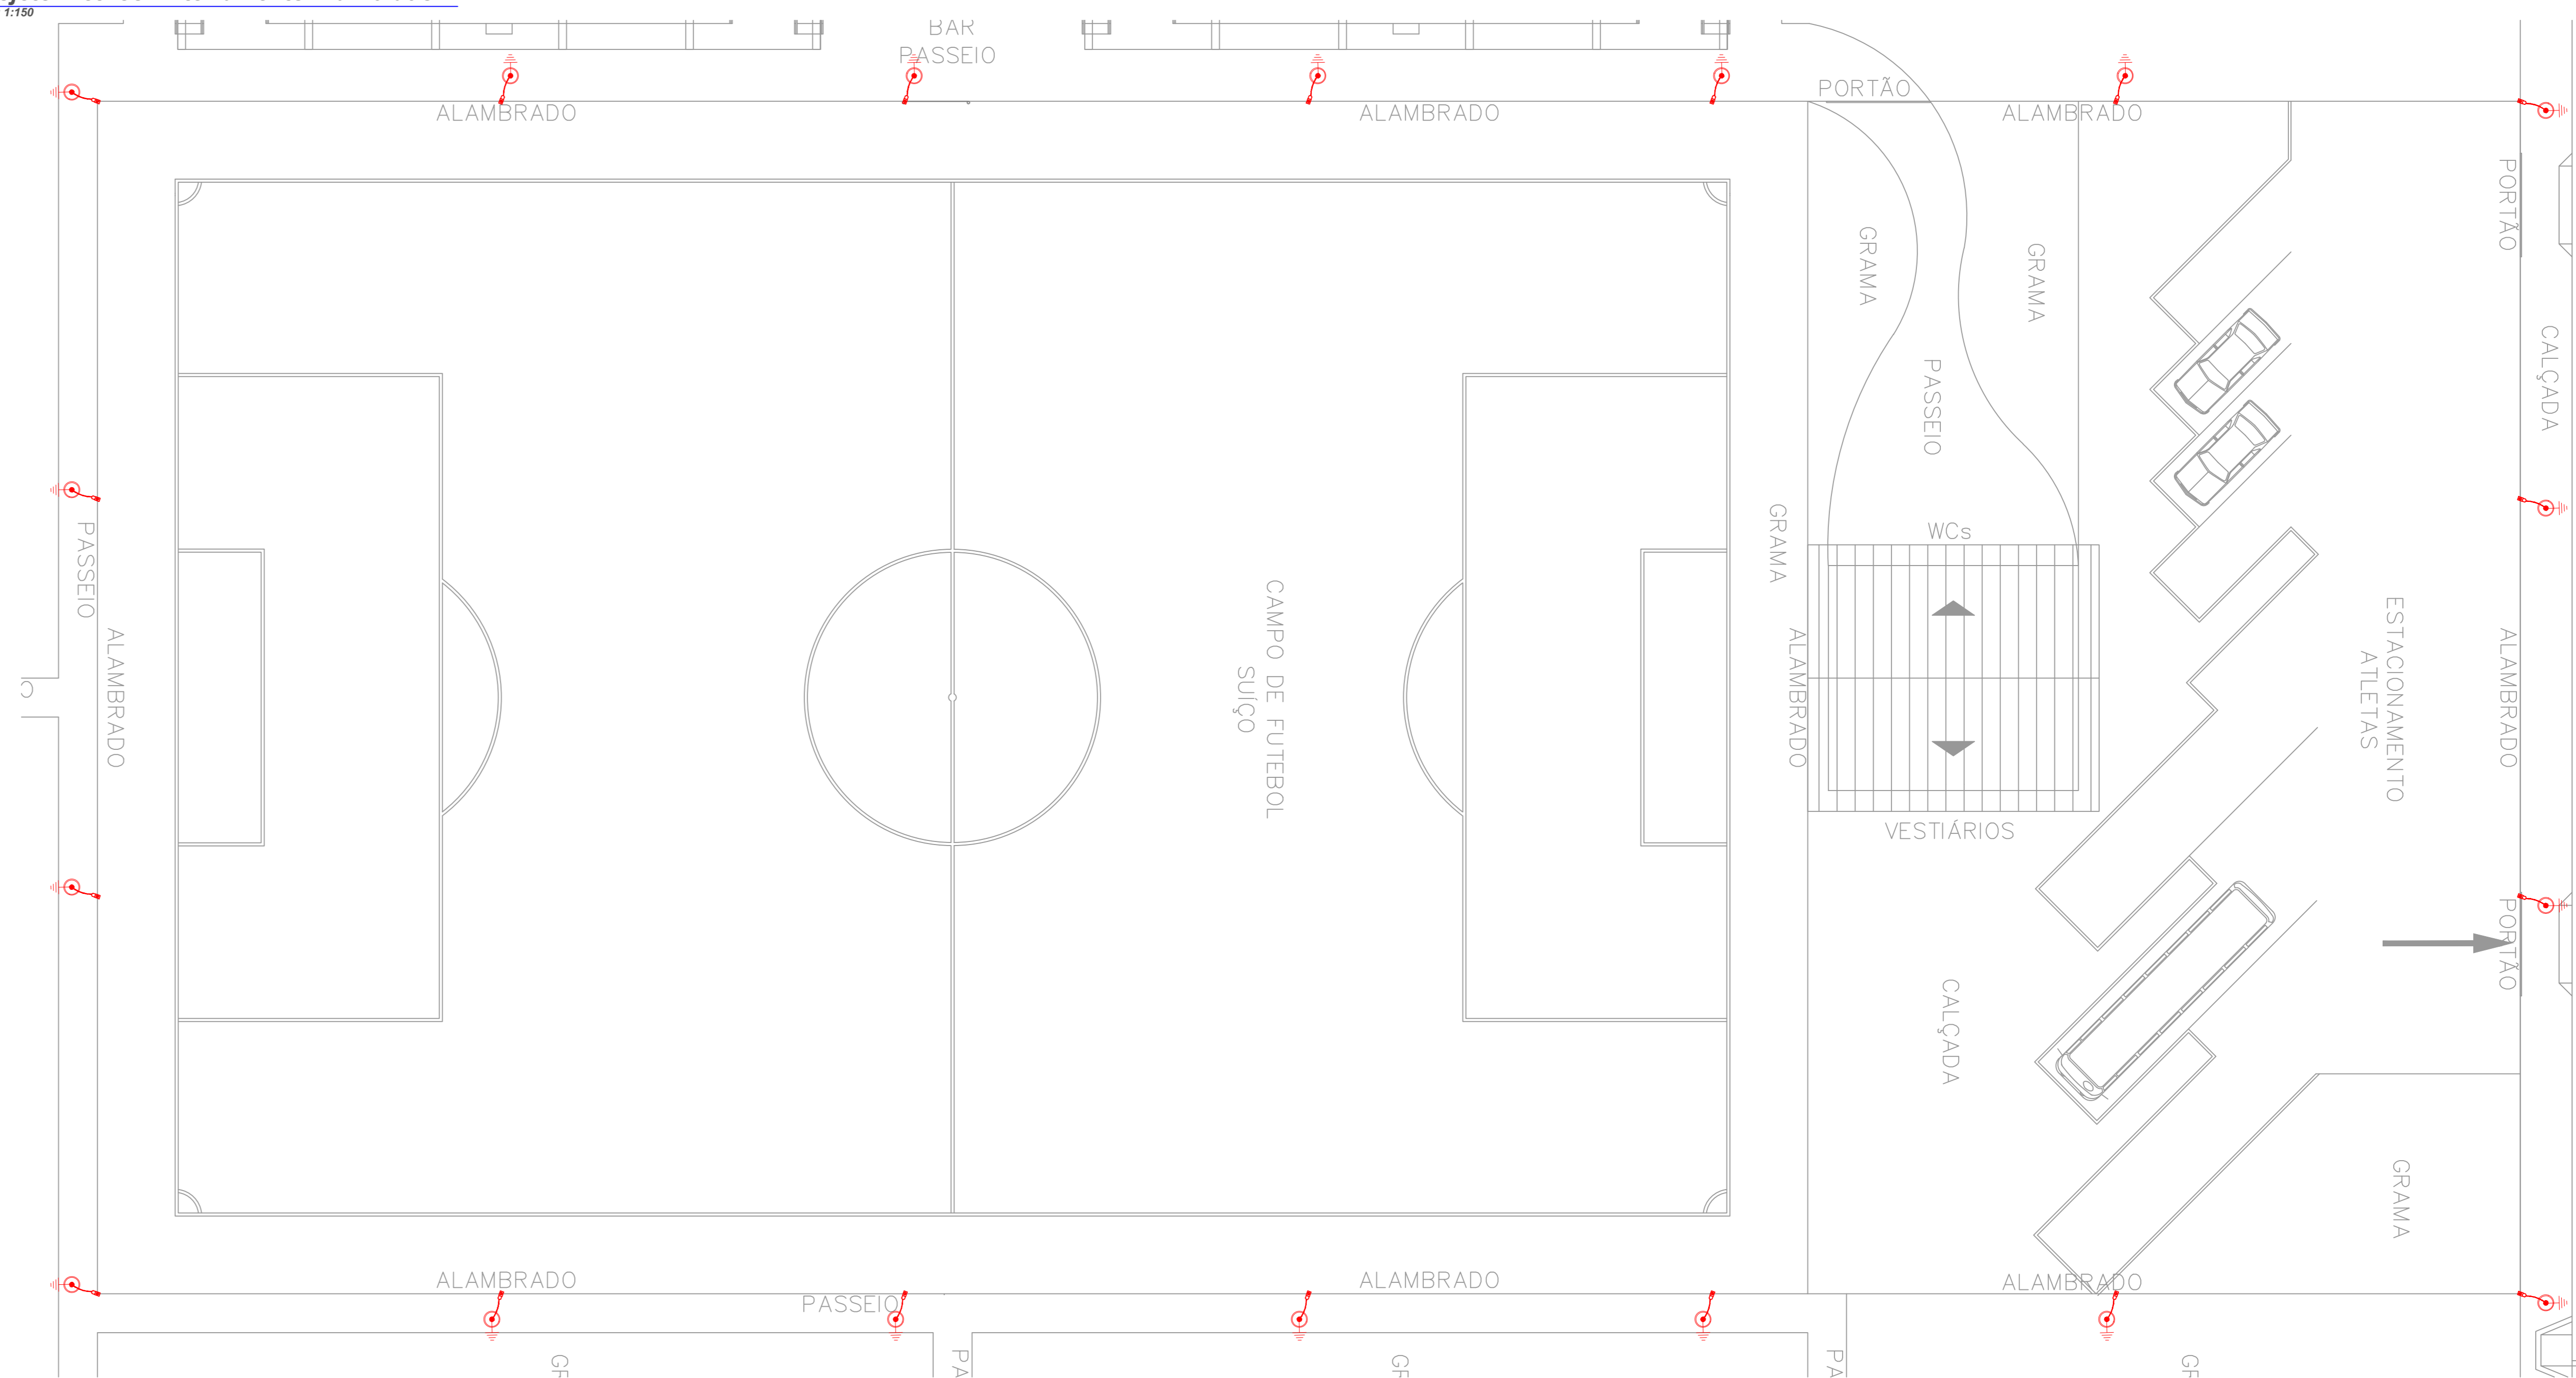 1:150
BAR
PASSEIO
PORTÃO
ALAMBRADO
ALAMBRADO
ALAMBRADO
PORTÃO
GRAMA
GRAMA
CALÇADA
PASSEIO
GRAMA
WCs
PASSEIO
ALAMBRADO
CAMPO DE FUTEBOL
SUÍÇO
ALAMBRADO
ESTACIONAMENTO
ATLETAS
ALAMBRADO
VESTIÁRIOS
PORTÃO
CALÇADA
GRAMA
ALAMBRADO
ALAMBRADO
ALAMBRADO
PASSEIO